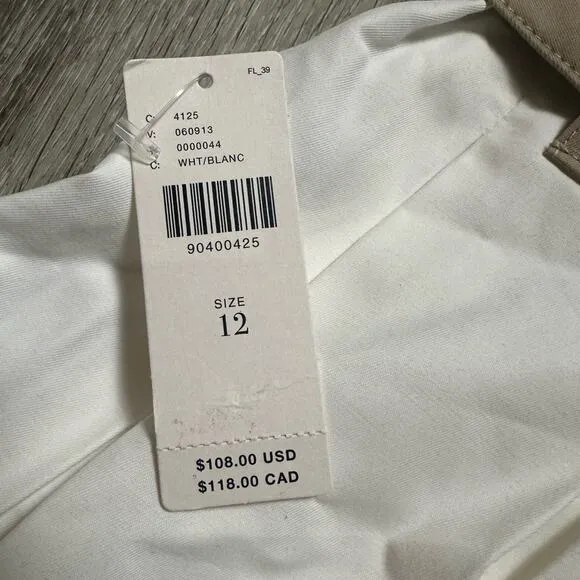 FL_39
C: 4125
V: 060913
0000044
C: WHT/BLANC
90400425
SIZE
12
$108.00 USD
$118.00 CAD